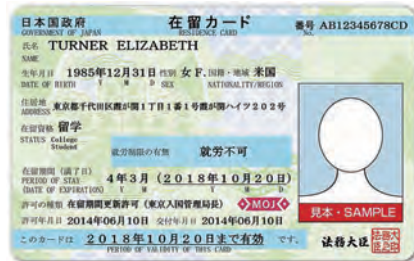 日本国政府 在留カード 番号 AB12345678CD
GOVERNMENT OF JAPAN RESIDENCE CARD No.
氏名 TURNER ELIZABETH
NAME
生年月日 1985年12月31日 性別 女 F. 国籍・地域 米国
DATE OF BIRTH Y M D SEX NATIONALITY/REGION
住居地 東京都千代田区霞が関1丁目1番1号霞が関ハイツ202号
ADDRESS
在留資格 留学
STATUS College
Student
就労制限の有無 就労不可
在留期間(満了日) 4年3月(2018年10月20日)
PERIOD OF STAY
(DATE OF EXPIRATION) Y M Y M D
許可の種類 在留期間更新許可(東京入国管理局長) MOJ
許可年月日 2014年06月10日 交付年月日 2014年06月10日
見本・SAMPLE
このカードは 2018年10月20日まで有効 です。 法務大臣
PERIOD OF VALIDITY OF THIS CARD